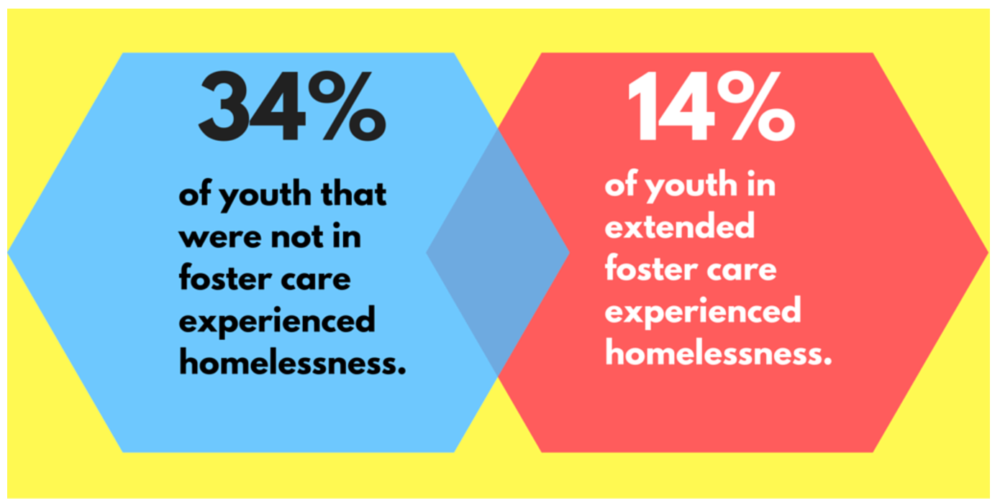 34%
of youth that
were not in
foster care
experienced
homelessness.
14%
of youth in
extended
foster care
experienced
homelessness.